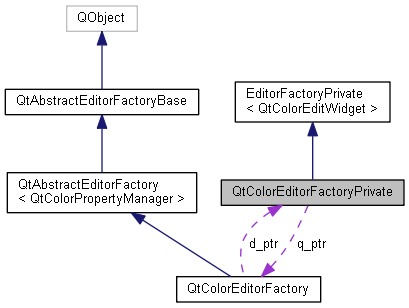 QObject
QtAbstractEditorFactoryBase
EditorFactoryPrivate
< QtColorEditWidget >
QtAbstractEditorFactory
< QtColorPropertyManager >
QtColorEditorFactoryPrivate
d_ptr
q_ptr
QtColorEditorFactory